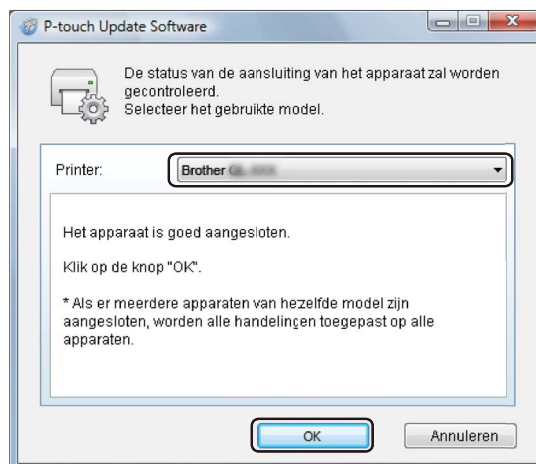 P-touch Update Software
De status van de aansluiting van het apparaat zal worden
gecontroleerd.
Selecteer het gebruikte model.
Printer:
Brother
Het apparaat is goed aangesloten.
Klik op de knop "OK".
* Als er meerdere apparaten van hezelfde model zijn
aangesloten, worden alle handelingen toegepast op alle
apparaten.
OK
Annuleren